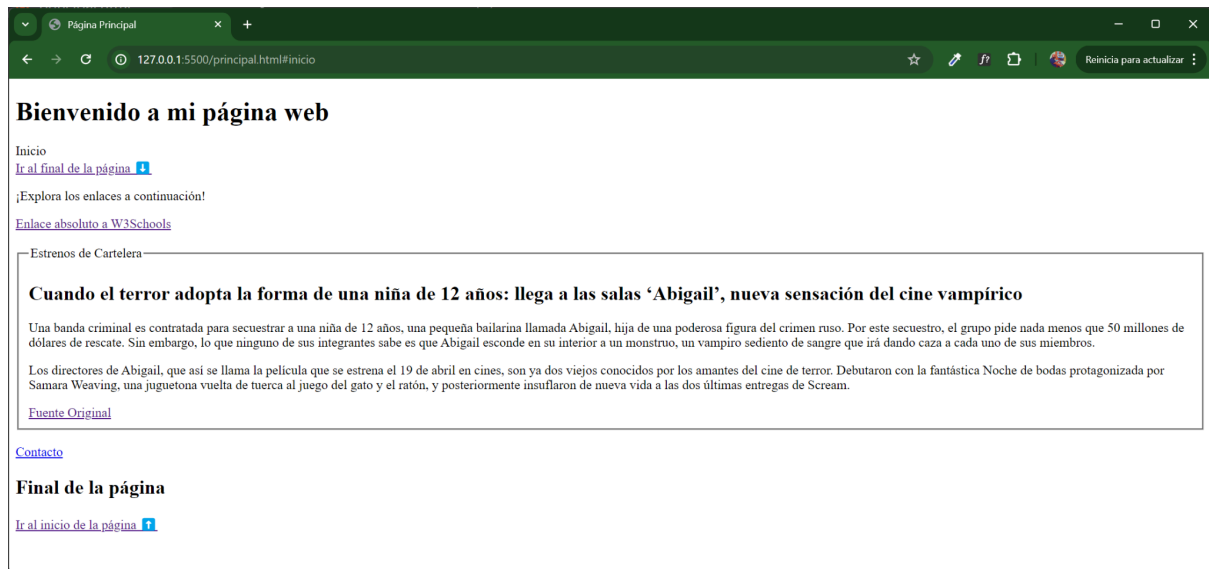 Página Principal
127.0.0.1:5500/principal.html#inicio
f?
Reinicia para actualizar
Bienvenido a mi página web
Inicio
Ir al final de la página
¡Explora los enlaces a continuación!
Enlace absoluto a W3Schools
Estrenos de Cartelera
Cuando el terror adopta la forma de una niña de 12 años: llega a las salas ‘Abigail’, nueva sensación del cine vampírico
Una banda criminal es contratada para secuestrar a una niña de 12 años, una pequeña bailarina llamada Abigail, hija de una poderosa figura del crimen ruso. Por este secuestro, el grupo pide nada menos que 50 millones de
dólares de rescate. Sin embargo, lo que ninguno de sus integrantes sabe es que Abigail esconde en su interior a un monstruo, un vampiro sediento de sangre que irá dando caza a cada uno de sus miembros.
Los directores de Abigail, que así se llama la película que se estrena el 19 de abril en cines, son ya dos viejos conocidos por los amantes del cine de terror. Debutaron con la fantástica Noche de bodas protagonizada por
Samara Weaving, una juguetona vuelta de tuerca al juego del gato y el ratón, y posteriormente insuflaron de nueva vida a las dos últimas entregas de Scream.
Fuente Original
Contacto
Final de la página
Ir al inicio de la página